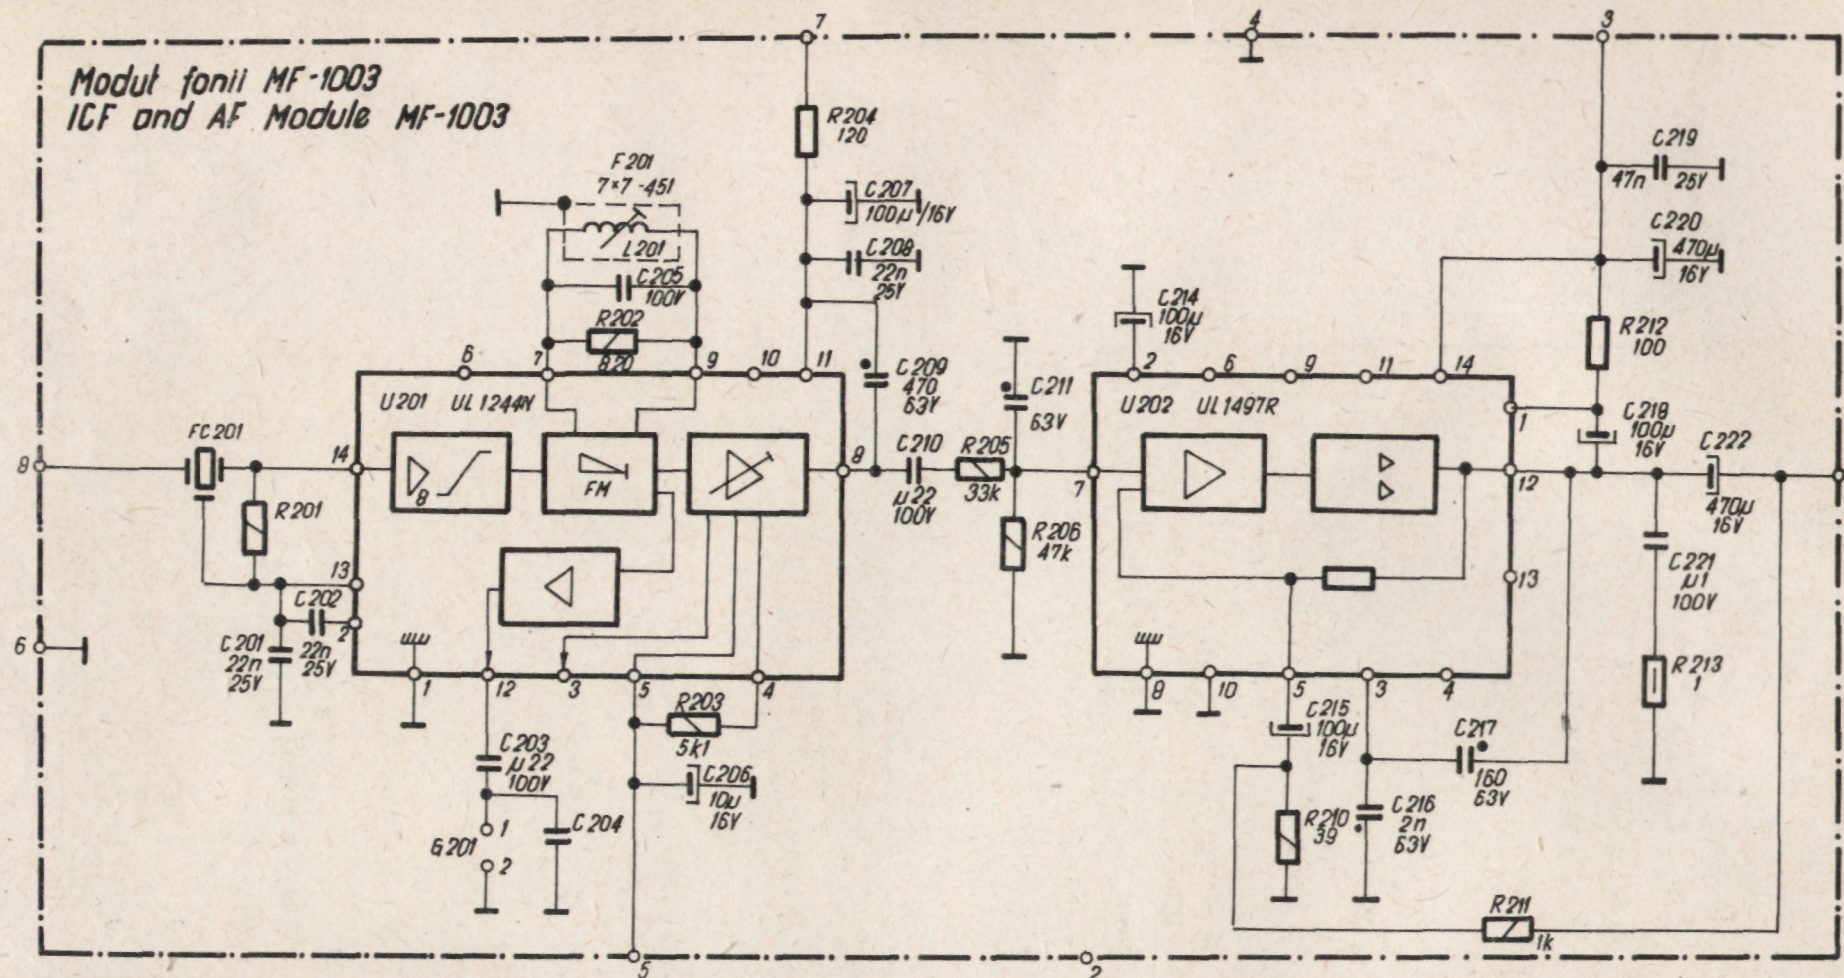 Moduł fonii MF-1003
ICF and AF Module MF-1003
7
4
3
R204
120
C219
47n 25V
F201
7×7-451
L201
C207
100µ/16V
C220
470µ
16V
C208
22n
25V
C205
100V
C214
100µ
16V
R212
100
R202
820
6
7
9
10
11
C209
470
63V
C211
63V
2
6
9
11
14
U201 UL1244N
U202 UL1497R
1
C218
100µ
16V
C222
470µ
16V
FC201
8
14
8
FM
8
C210
µ22
100V
R205
33k
7
12
R201
R206
47k
C221
µ1
100V
13
13
C202
22n
25V
2
C201
22n
25V
6
R213
1
1
12
3
5
4
8
10
5
3
4
R203
5k1
C215
100µ
16V
C217
160
63V
C203
µ22
100V
C206
10µ
16V
C204
G201
1
2
R210
39
C216
2n
63V
R211
1k
5
2